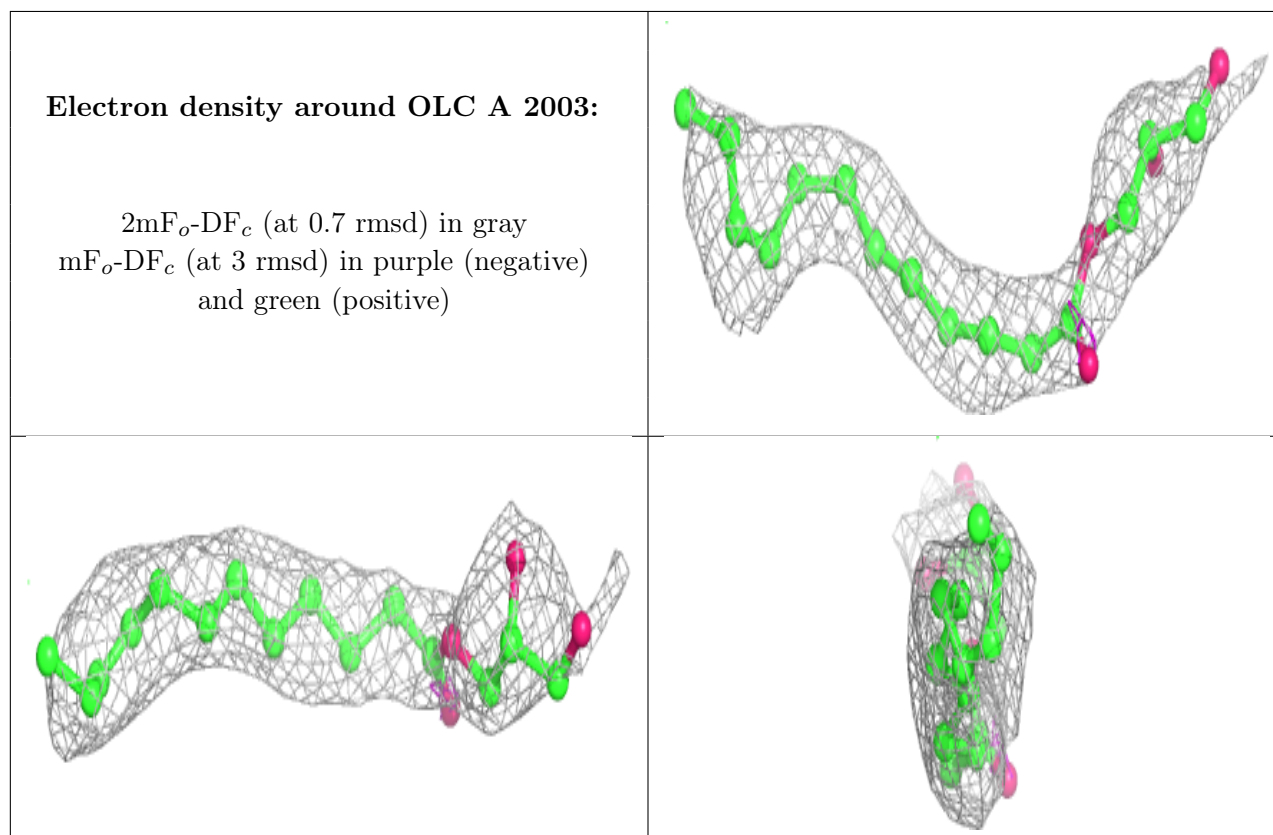 Electron density around OLC A 2003:
2mFo-DFc (at 0.7 rmsd) in gray
mFo-DFc (at 3 rmsd) in purple (negative)
and green (positive)